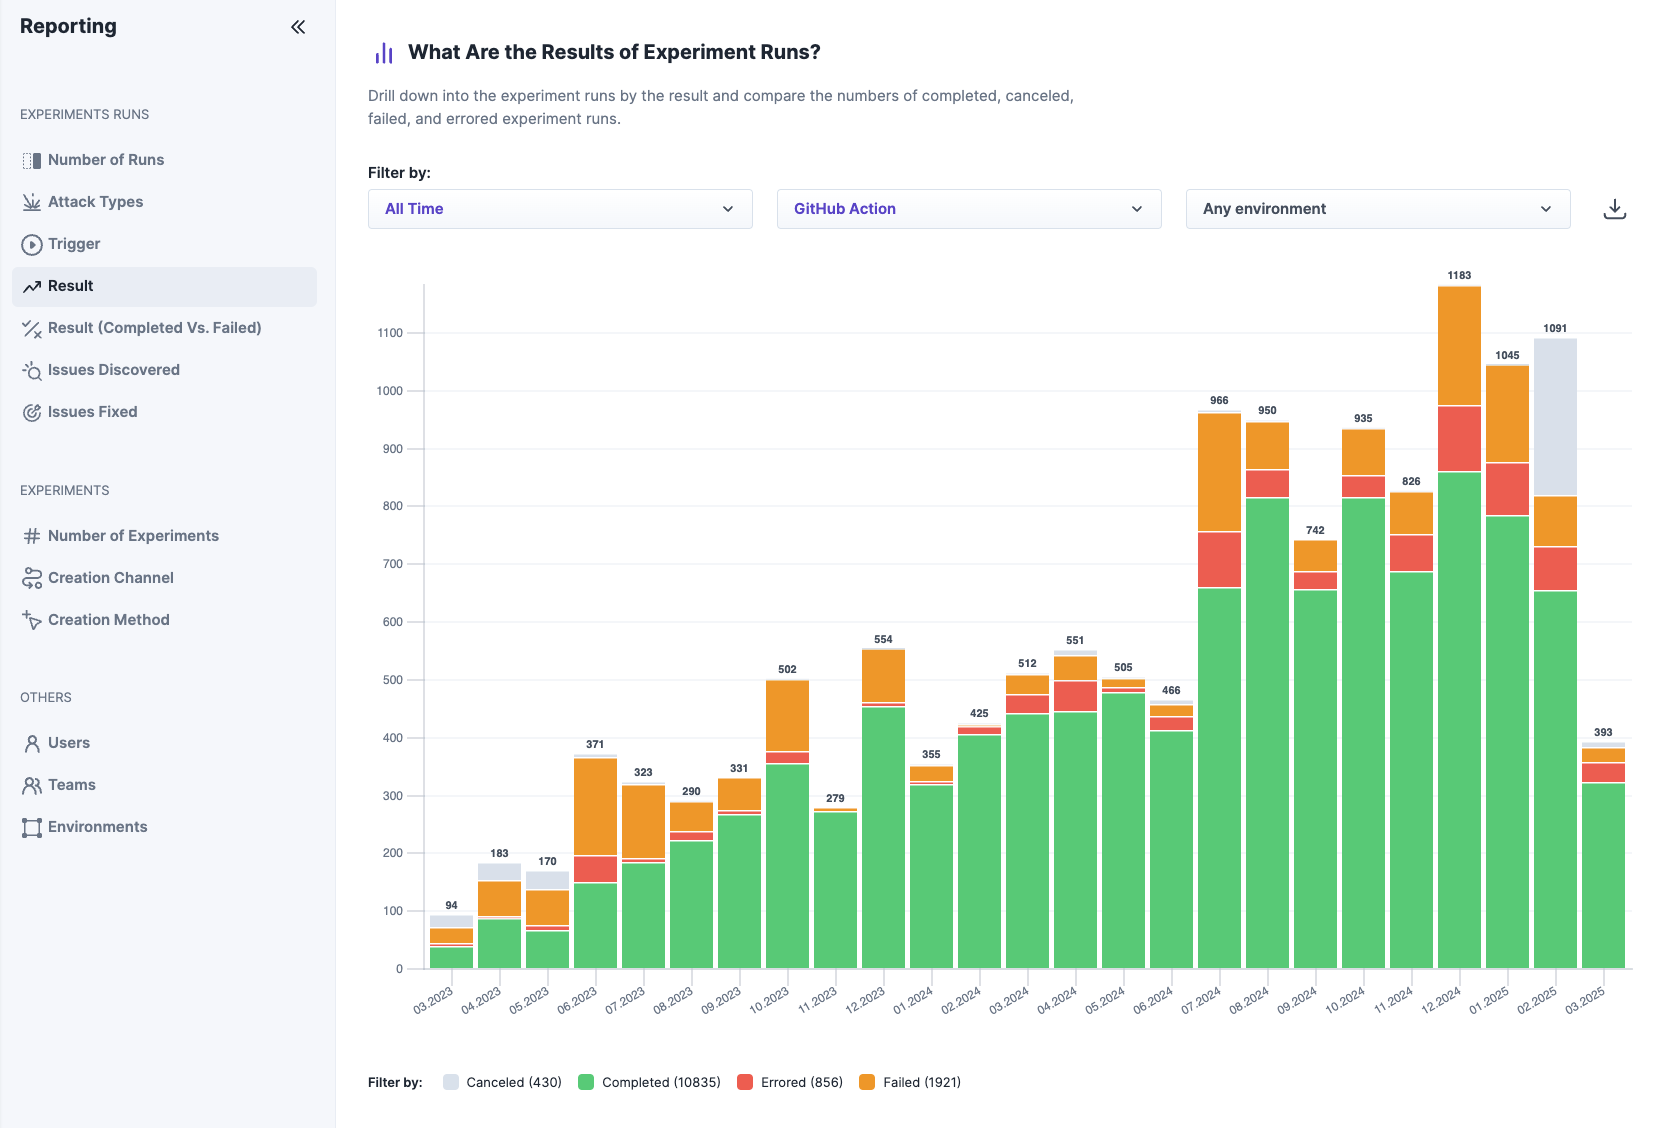 Reporting
EXPERIMENTS RUNS
Number of Runs
Attack Types
Trigger
Result
Result (Completed Vs. Failed)
Issues Discovered
Issues Fixed
EXPERIMENTS
Number of Experiments
Creation Channel
Creation Method
OTHERS
Users
Teams
Environments
What Are the Results of Experiment Runs?
Drill down into the experiment runs by the result and compare the numbers of completed, canceled,
failed, and errored experiment runs.
Filter by:
All Time
GitHub Action
Any environment
1100
1000
900
800
700
600
500
400
300
200
100
0
94
183
170
371
323
290
331
502
279
554
355
425
512
551
505
466
966
950
742
935
826
1183
1045
1091
393
03.2023
04.2023
05.2023
06.2023
07.2023
08.2023
09.2023
10.2023
11.2023
12.2023
01.2024
02.2024
03.2024
04.2024
05.2024
06.2024
07.2024
08.2024
09.2024
10.2024
11.2024
12.2024
01.2025
02.2025
03.2025
Filter by:
Canceled (430)
Completed (10835)
Errored (856)
Failed (1921)